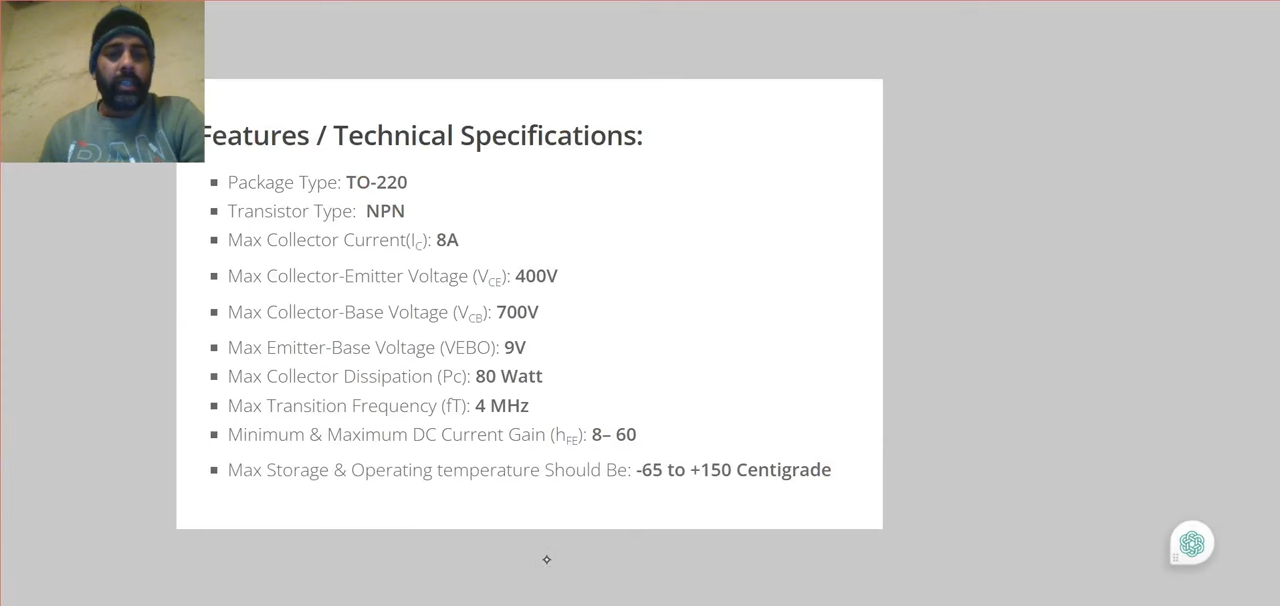 Features / Technical Specifications:
Package Type: TO-220
Transistor Type: NPN
Max Collector Current(IC): 8A
Max Collector-Emitter Voltage (VCE): 400V
Max Collector-Base Voltage (VCB): 700V
Max Emitter-Base Voltage (VEBO): 9V
Max Collector Dissipation (Pc): 80 Watt
Max Transition Frequency (fT): 4 MHz
Minimum & Maximum DC Current Gain (hFE): 8– 60
Max Storage & Operating temperature Should Be: -65 to +150 Centigrade